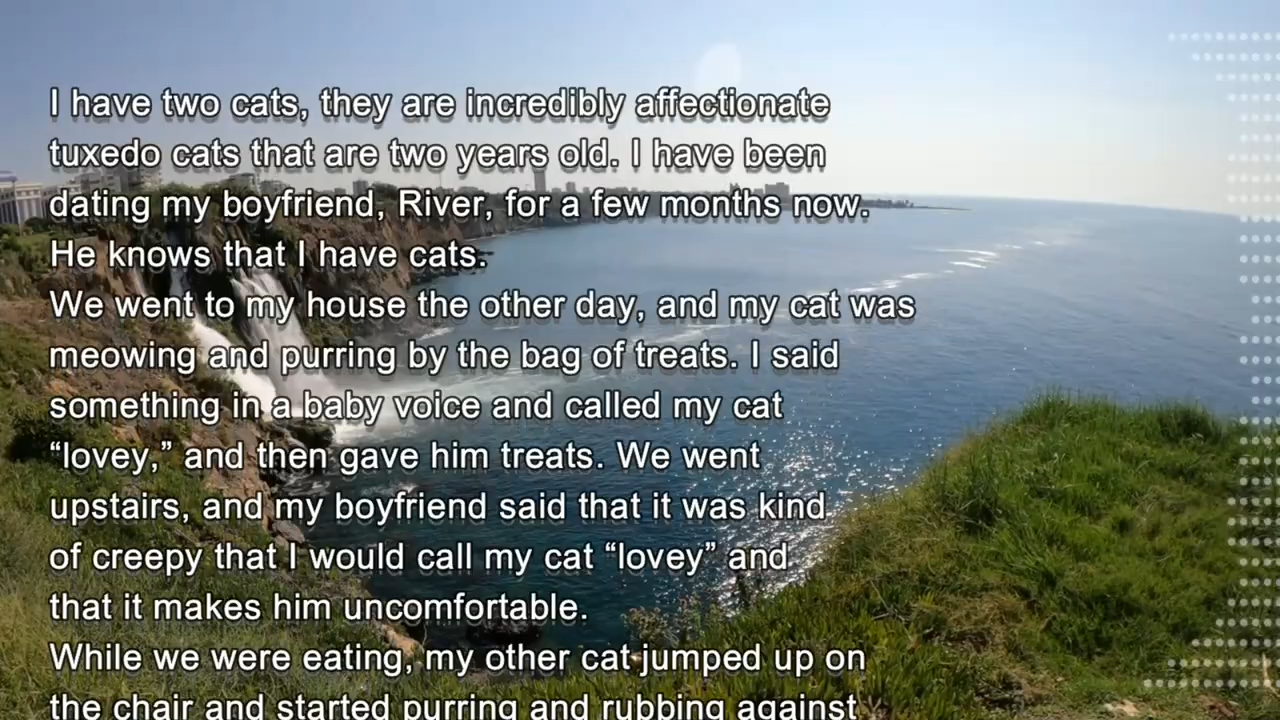 I have two cats, they are incredibly affectionate
tuxedo cats that are two years old. I have been
dating my boyfriend, River, for a few months now.
He knows that I have cats.
We went to my house the other day, and my cat was
meowing and purring by the bag of treats. I said
something in a baby voice and called my cat
“lovey,” and then gave him treats. We went
upstairs, and my boyfriend said that it was kind
of creepy that I would call my cat “lovey” and
that it makes him uncomfortable.
While we were eating, my other cat jumped up on
the chair and started purring and rubbing against